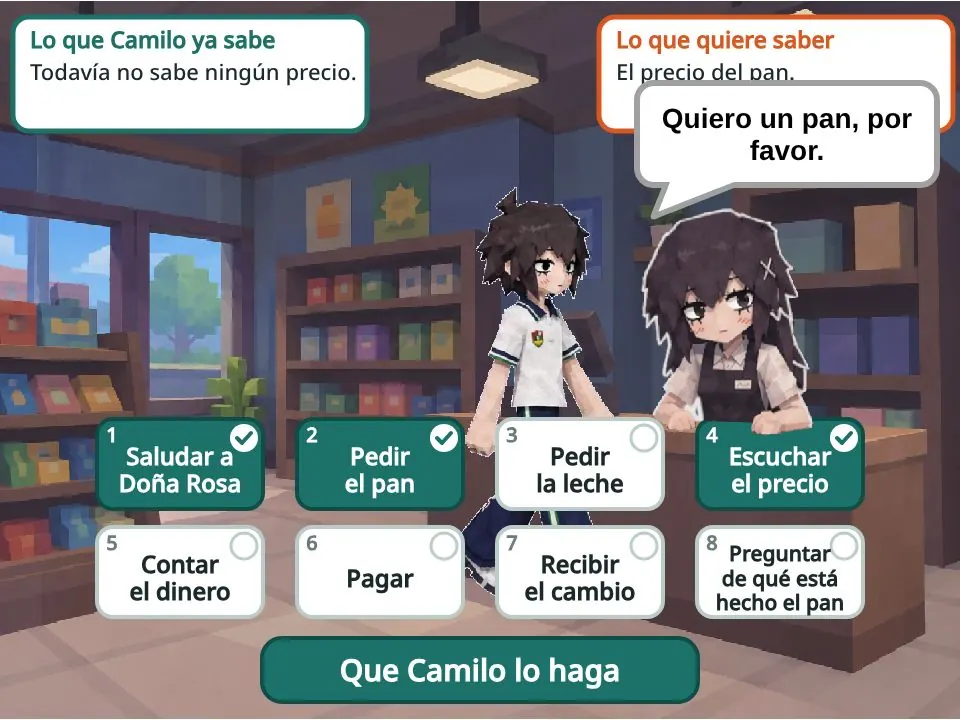 Lo que Camilo ya sabe
Todavía no sabe ningún precio.
Lo que quiere saber
El precio del pan.
Quiero un pan, por
favor.
1
Saludar a
Doña Rosa
2
Pedir
el pan
3
Pedir
la leche
4
Escuchar
el precio
5
Contar
el dinero
6
Pagar
7
Recibir
el cambio
8
Preguntar
de qué está
hecho el pan
Que Camilo lo haga